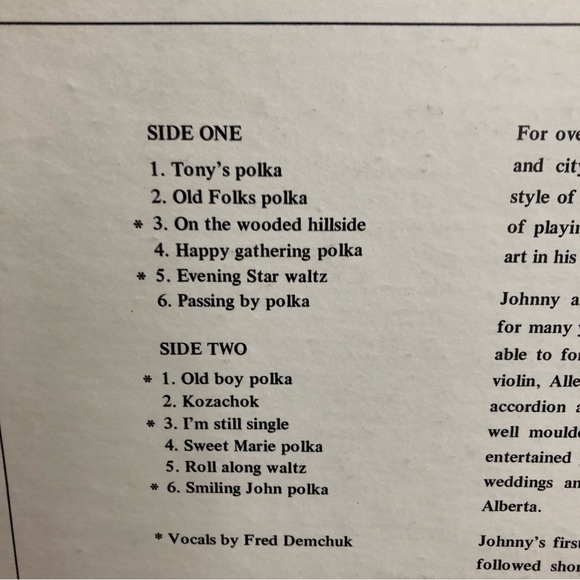 SIDE ONE
1. Tony's polka
2. Old Folks polka
* 3. On the wooded hillside
4. Happy gathering polka
* 5. Evening Star waltz
6. Passing by polka
SIDE TWO
* 1. Old boy polka
2. Kozachok
* 3. I'm still single
4. Sweet Marie polka
5. Roll along waltz
* 6. Smiling John polka
* Vocals by Fred Demchuk
For ove
and city
style of
of playin
art in his
Johnny a
for many y
able to fo
violin, Alle
accordion a
well mould
entertained
weddings an
Alberta.
Johnny's firs
followed shor